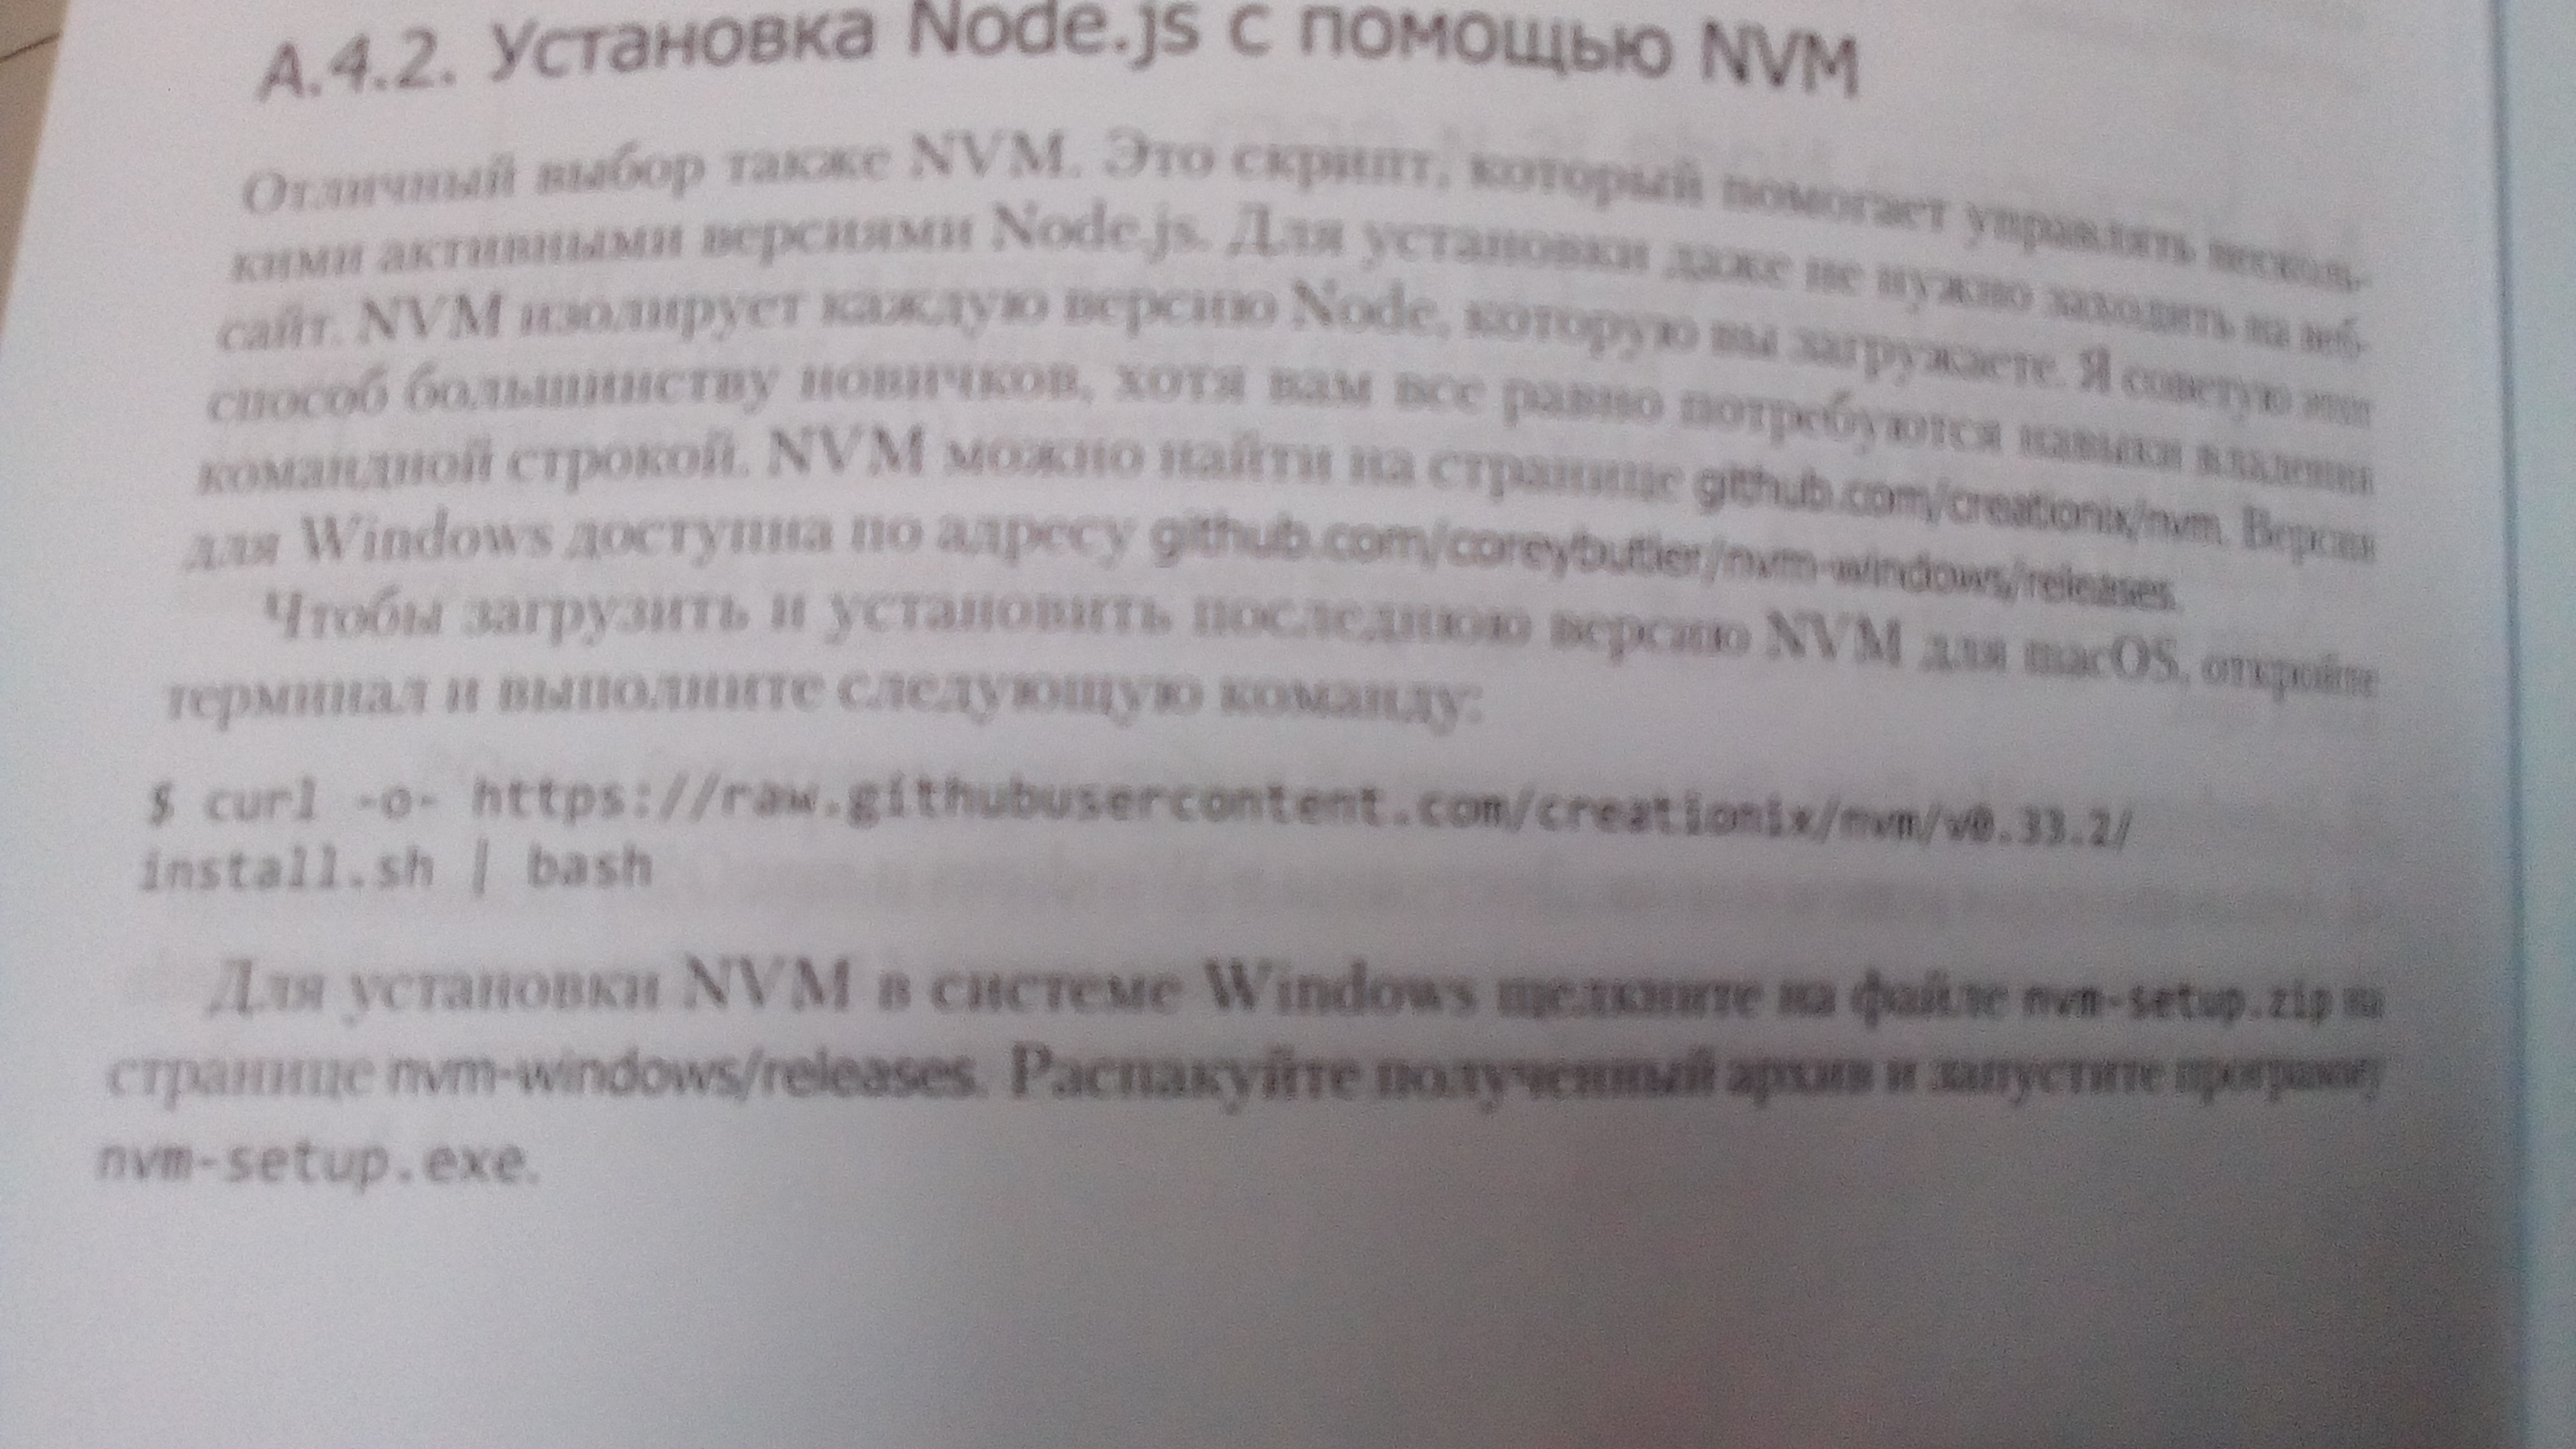 А.4.2. Установка Node.js с помощью NVM
Отличный выбор также NVM. Это скрипт, который помогает управлять несколь-
кими активными версиями Node.js. Для установки даже не нужно заходить на веб-
сайт. NVM изолирует каждую версию Node, которую вы загружаете. Я советую этот
способ большинству новичков, хотя вам все равно потребуются навыки владения
командной строкой. NVM можно найти на странице github.com/creationix/nvm. Версия
для Windows доступна по адресу github.com/coreybutler/nvm-windows/releases.
Чтобы загрузить и установить последнюю версию NVM для macOS, откройте
терминал и выполните следующую команду:
$ curl -o- https://raw.githubusercontent.com/creationix/nvm/v0.33.2/
install.sh | bash
Для установки NVM в системе Windows щелкните на файле nvm-setup.zip на
странице nvm-windows/releases. Распакуйте полученный архив и запустите программу
nvm-setup.exe.